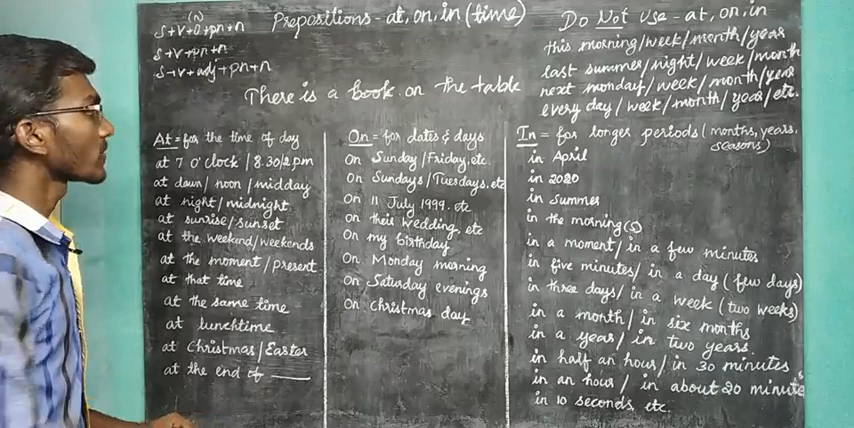 (N)
S+V+O+pn+n
S+V+pn+n
S+V+adj+pn+n
Prepositions - at, on, in (time)
Do Not Use - at, on, in
this morning/week/month/year
last summer/night/week/month
next monday/week/month/year
every day/week/month/year/etc.
There is a book on the table
At = for the time of day
at 7 o'clock / 8.30/2 pm
at dawn/noon/midday
at night/midnight
at sunrise/sunset
at the weekend/weekends
at the moment/present
at that time
at the same time
at lunchtime
at Christmas/Easter
at the end of ____
On = for dates & days
On Sunday/Friday, etc.
On Sundays/Tuesdays, etc
On 11 July 1999. etc
On their wedding, etc
On my birthday
On Monday morning
On Saturday evenings
On Christmas day
In = for longer periods (months, years, seasons)
in April
in 2020
in Summer
in the morning(s)
in a moment/in a few minutes
in five minutes/in a day (few days)
in three days/in a week (two weeks)
in a month/in six months
in a year/in two years.
in half an hour/in 30 minutes
in an hour/in about 20 minutes
in 10 seconds, etc.